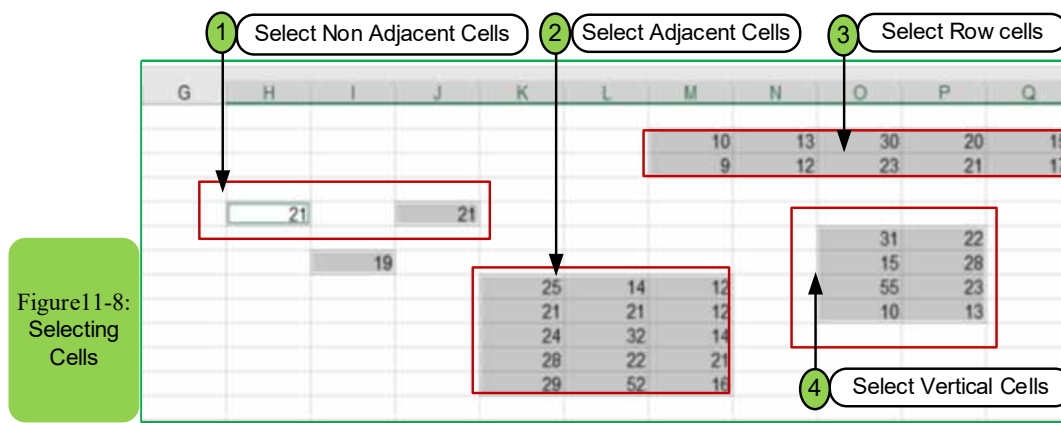 1 Select Non Adjacent Cells 2 Select Adjacent Cells 3 Select Row cells
G H I J K L M N O P Q
10 13 30 20
9 12 23 21
21 21
31 22
19 15 28
25 14 12 55 23
21 21 12 10 13
24 32 14
28 22 21
29 52 16
4 Select Vertical Cells
Figure11-8:
Selecting
Cells